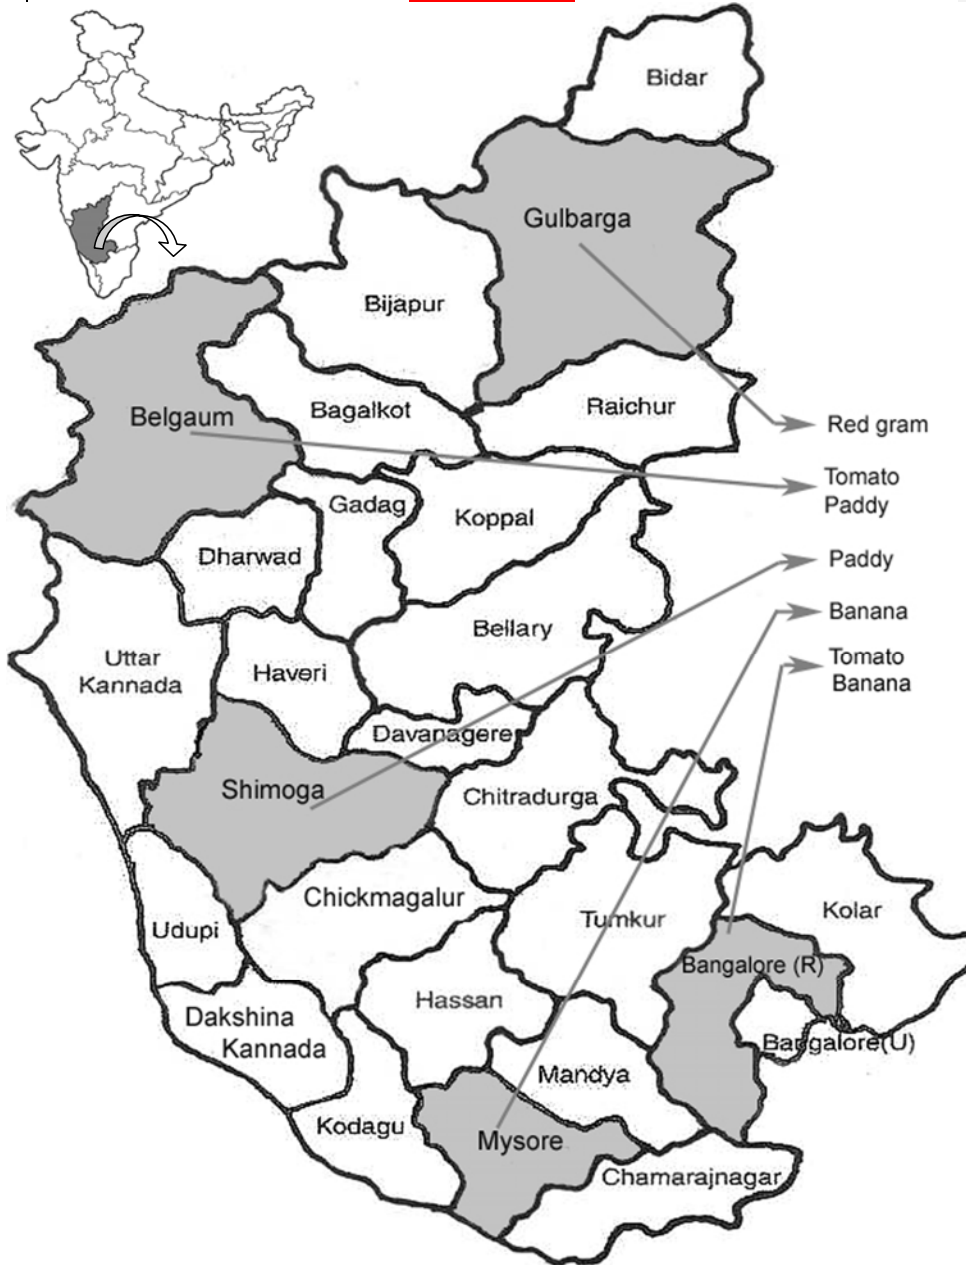 Bidar
Gulbarga
Bijapur
Belgaum
Bagalkot
Raichur
Red gram
Tomato
Paddy
Gadag
Koppal
Dharwad
Paddy
Bellary
Banana
Uttar
Kannada
Haveri
Tomato
Banana
Davanagere
Shimoga
Chitradurga
Chickmagalur
Tumkur
Kolar
Udupi
Bangalore (R)
Hassan
Dakshina
Kannada
Bangalore(U)
Mandya
Kodagu
Mysore
Chamarajnagar